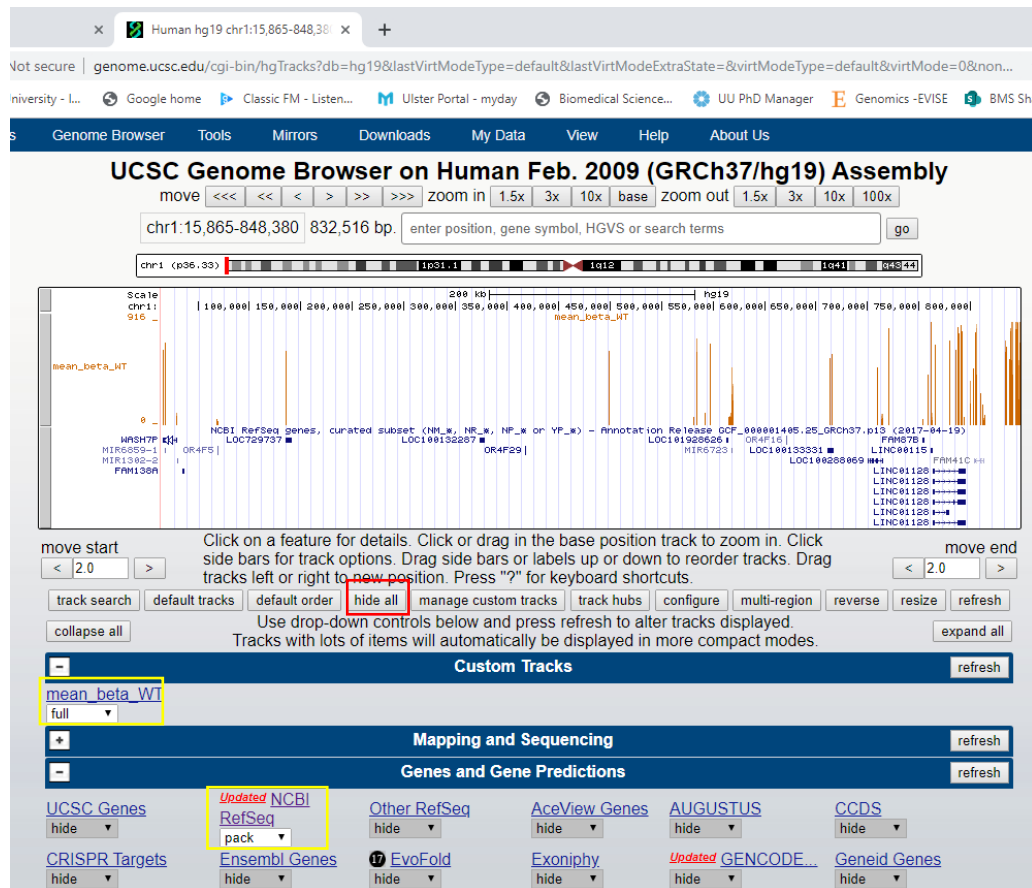 Human hg19 chr1:15,865-848,38
Not secure | genome.ucsc.edu/cgi-bin/hgTracks?db=hg19&lastVirtModeType=default&lastVirtModeExtraState=&virtModeType=default&virtMode=0&non...
niversity - I... Google home Classic FM - Listen... Ulster Portal - myday Biomedical Science... UU PhD Manager Genomics -EVISE BMS Sh
s Genome Browser Tools Mirrors Downloads My Data View Help About Us
UCSC Genome Browser on Human Feb. 2009 (GRCh37/hg19) Assembly
move <<< << < > >> >>> zoom in 1.5x 3x 10x base zoom out 1.5x 3x 10x 100x
chr1:15,865-848,380 832,516 bp. enter position, gene symbol, HGVS or search terms go
chr1 (p36.33) 1p31.1 1q12 1q41 q43 44
Scale 200 kb hg19
chr1: |100,000| 150,000| 200,000| 250,000| 300,000| 350,000| 400,000| 450,000| 500,000| 550,000| 600,000| 650,000| 700,000| 750,000| 800,000|
916 _ mean_beta_WT
mean_beta_WT
0 _
NCBI RefSeq genes, curated subset (NM_*, NR_*, NP_* or YP_*) - Annotation Release GCF_000001405.25_GRCh37.p13 (2017-04-19)
WASH7P LOC729737 LOC100132287 LOC101928626 OR4F16 FAM87B
MIR6859-1 OR4F5 OR4F29 MIR6723 LOC100133331 LINC00115
MIR1302-2 LOC100288069 FAM41C
FAM138A LINC01128
LINC01128
LINC01128
LINC01128
LINC01128
LINC01128
move start Click on a feature for details. Click or drag in the base position track to zoom in. Click move end
< 2.0 > side bars for track options. Drag side bars or labels up or down to reorder tracks. Drag < 2.0 >
tracks left or right to new position. Press "?" for keyboard shortcuts.
track search default tracks default order hide all manage custom tracks track hubs configure multi-region reverse resize refresh
collapse all Use drop-down controls below and press refresh to alter tracks displayed. expand all
Tracks with lots of items will automatically be displayed in more compact modes.
- Custom Tracks refresh
mean_beta_WT
full
+ Mapping and Sequencing refresh
- Genes and Gene Predictions refresh
UCSC Genes Updated NCBI RefSeq Other RefSeq AceView Genes AUGUSTUS CCDS
hide pack hide hide hide hide
CRISPR Targets Ensembl Genes 17 EvoFold Exoniphy Updated GENCODE... Geneid Genes
hide hide hide hide hide hide